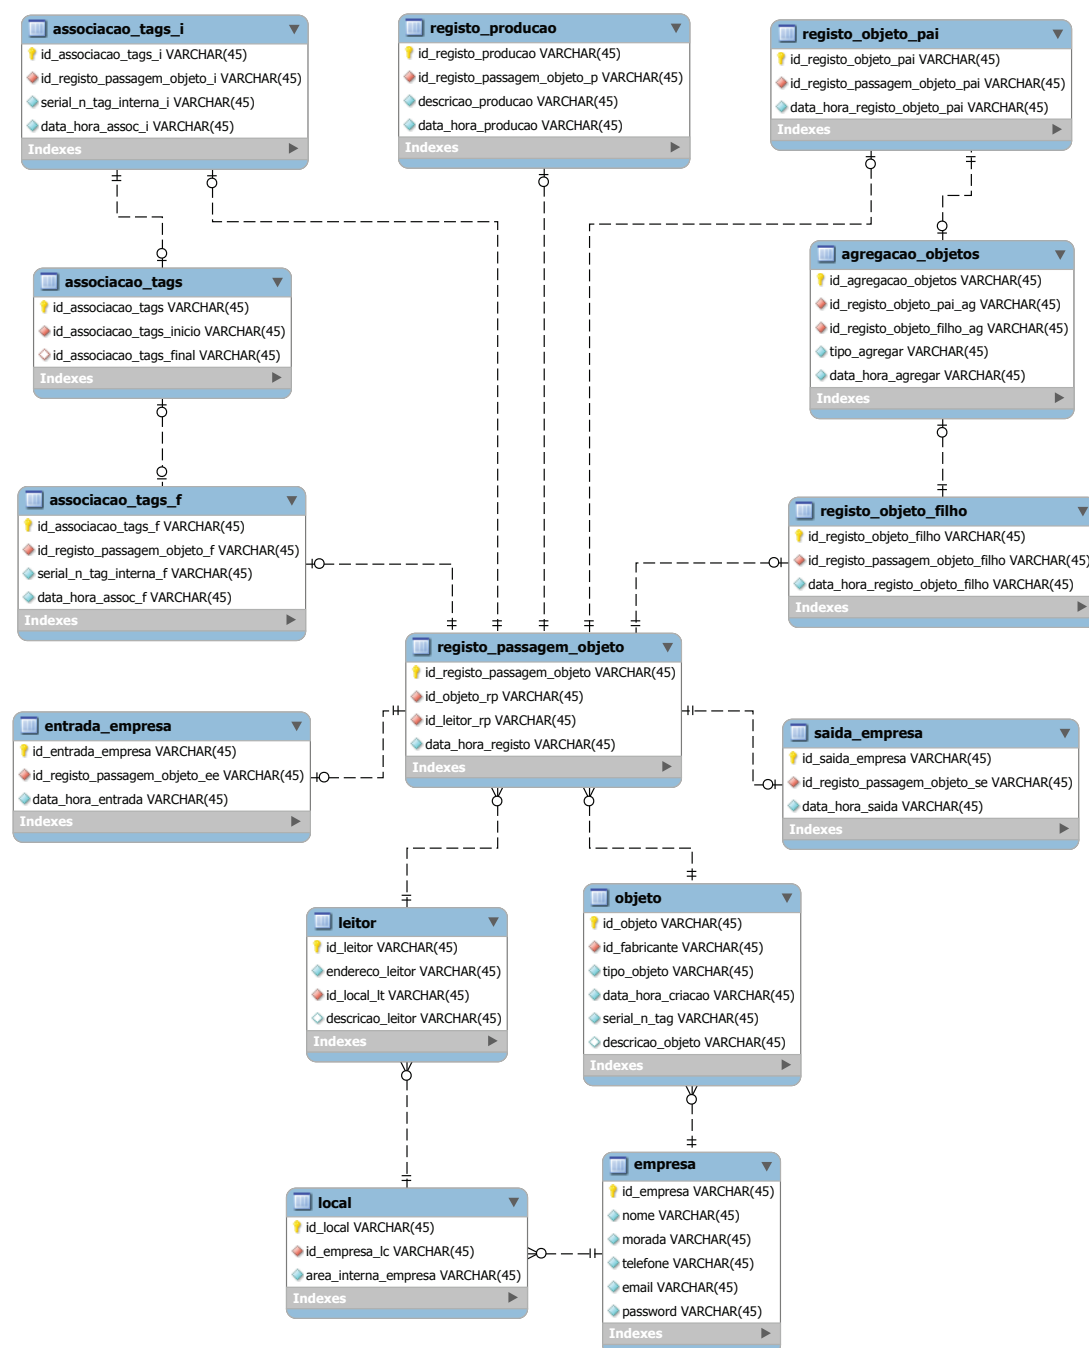 associacao_tags_i
id_associacao_tags_i VARCHAR(45)
id_registo_passagem_objeto_i VARCHAR(45)
serial_n_tag_interna_i VARCHAR(45)
data_hora_assoc_i VARCHAR(45)
Indexes
registo_producao
id_registo_producao VARCHAR(45)
id_registo_passagem_objeto_p VARCHAR(45)
descricao_producao VARCHAR(45)
data_hora_producao VARCHAR(45)
Indexes
registo_objeto_pai
id_registo_objeto_pai VARCHAR(45)
id_registo_passagem_objeto_pai VARCHAR(45)
data_hora_registo_objeto_pai VARCHAR(45)
Indexes
associacao_tags
id_associacao_tags VARCHAR(45)
id_associacao_tags_inicio VARCHAR(45)
id_associacao_tags_final VARCHAR(45)
Indexes
agregacao_objetos
id_agregacao_objetos VARCHAR(45)
id_registo_objeto_pai_ag VARCHAR(45)
id_registo_objeto_filho_ag VARCHAR(45)
tipo_agregar VARCHAR(45)
data_hora_agregar VARCHAR(45)
Indexes
associacao_tags_f
id_associacao_tags_f VARCHAR(45)
id_registo_passagem_objeto_f VARCHAR(45)
serial_n_tag_interna_f VARCHAR(45)
data_hora_assoc_f VARCHAR(45)
Indexes
registo_objeto_filho
id_registo_objeto_filho VARCHAR(45)
id_registo_passagem_objeto_filho VARCHAR(45)
data_hora_registo_objeto_filho VARCHAR(45)
Indexes
registo_passagem_objeto
id_registo_passagem_objeto VARCHAR(45)
id_objeto_rp VARCHAR(45)
id_leitor_rp VARCHAR(45)
data_hora_registo VARCHAR(45)
Indexes
entrada_empresa
id_entrada_empresa VARCHAR(45)
id_registo_passagem_objeto_ee VARCHAR(45)
data_hora_entrada VARCHAR(45)
Indexes
saida_empresa
id_saida_empresa VARCHAR(45)
id_registo_passagem_objeto_se VARCHAR(45)
data_hora_saida VARCHAR(45)
Indexes
leitor
id_leitor VARCHAR(45)
endereco_leitor VARCHAR(45)
id_local_lt VARCHAR(45)
descricao_leitor VARCHAR(45)
Indexes
objeto
id_objeto VARCHAR(45)
id_fabricante VARCHAR(45)
tipo_objeto VARCHAR(45)
data_hora_criacao VARCHAR(45)
serial_n_tag VARCHAR(45)
descricao_objeto VARCHAR(45)
Indexes
local
id_local VARCHAR(45)
id_empresa_lc VARCHAR(45)
area_interna_empresa VARCHAR(45)
Indexes
empresa
id_empresa VARCHAR(45)
nome VARCHAR(45)
morada VARCHAR(45)
telefone VARCHAR(45)
email VARCHAR(45)
password VARCHAR(45)
Indexes